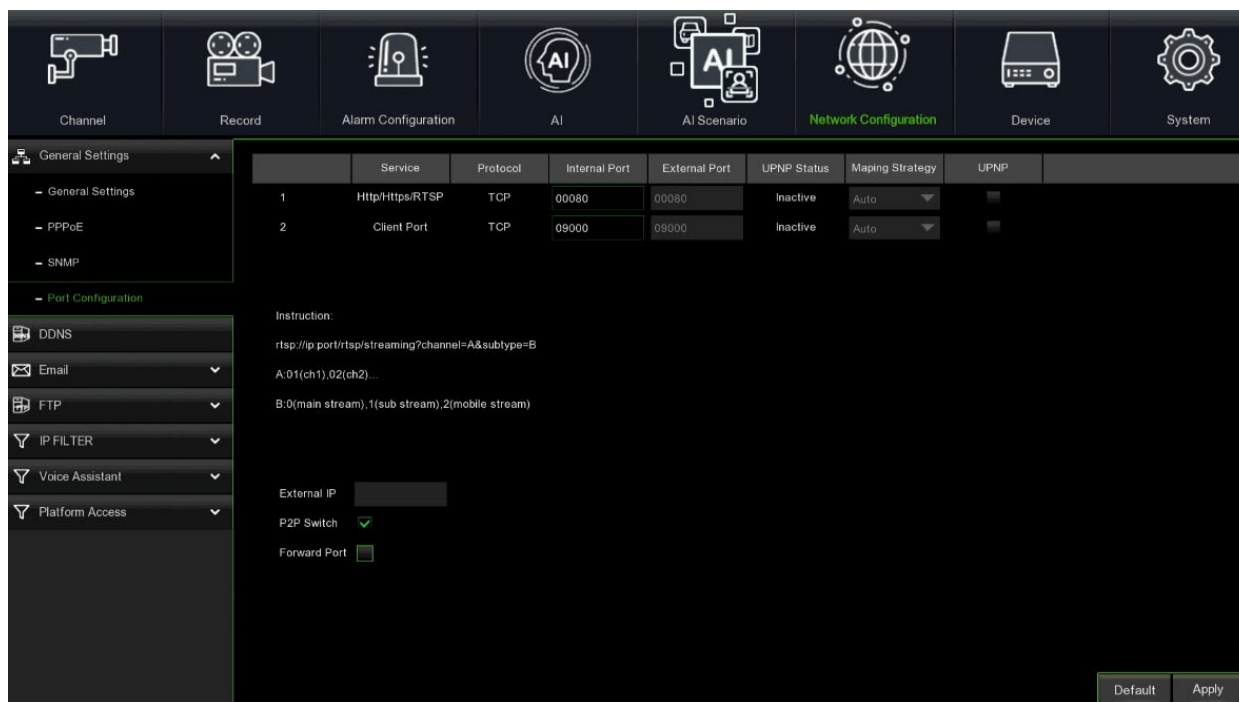 Channel Record Alarm Configuration AI AI Scenario Network Configuration Device System
General Settings
General Settings
PPPoE
SNMP
Port Configuration
DDNS
Email
FTP
IP FILTER
Voice Assistant
Platform Access
Service Protocol Internal Port External Port UPNP Status Maping Strategy UPNP
1 Http/Https/RTSP TCP 00080 00080 Inactive Auto
2 Client Port TCP 09000 09000 Inactive Auto
Instruction:
rtsp://ip:port/rtsp/streaming?channel=A&subtype=B
A:01(ch1),02(ch2)...
B:0(main stream),1(sub stream),2(mobile stream)
External IP
P2P Switch
Forward Port
Default Apply